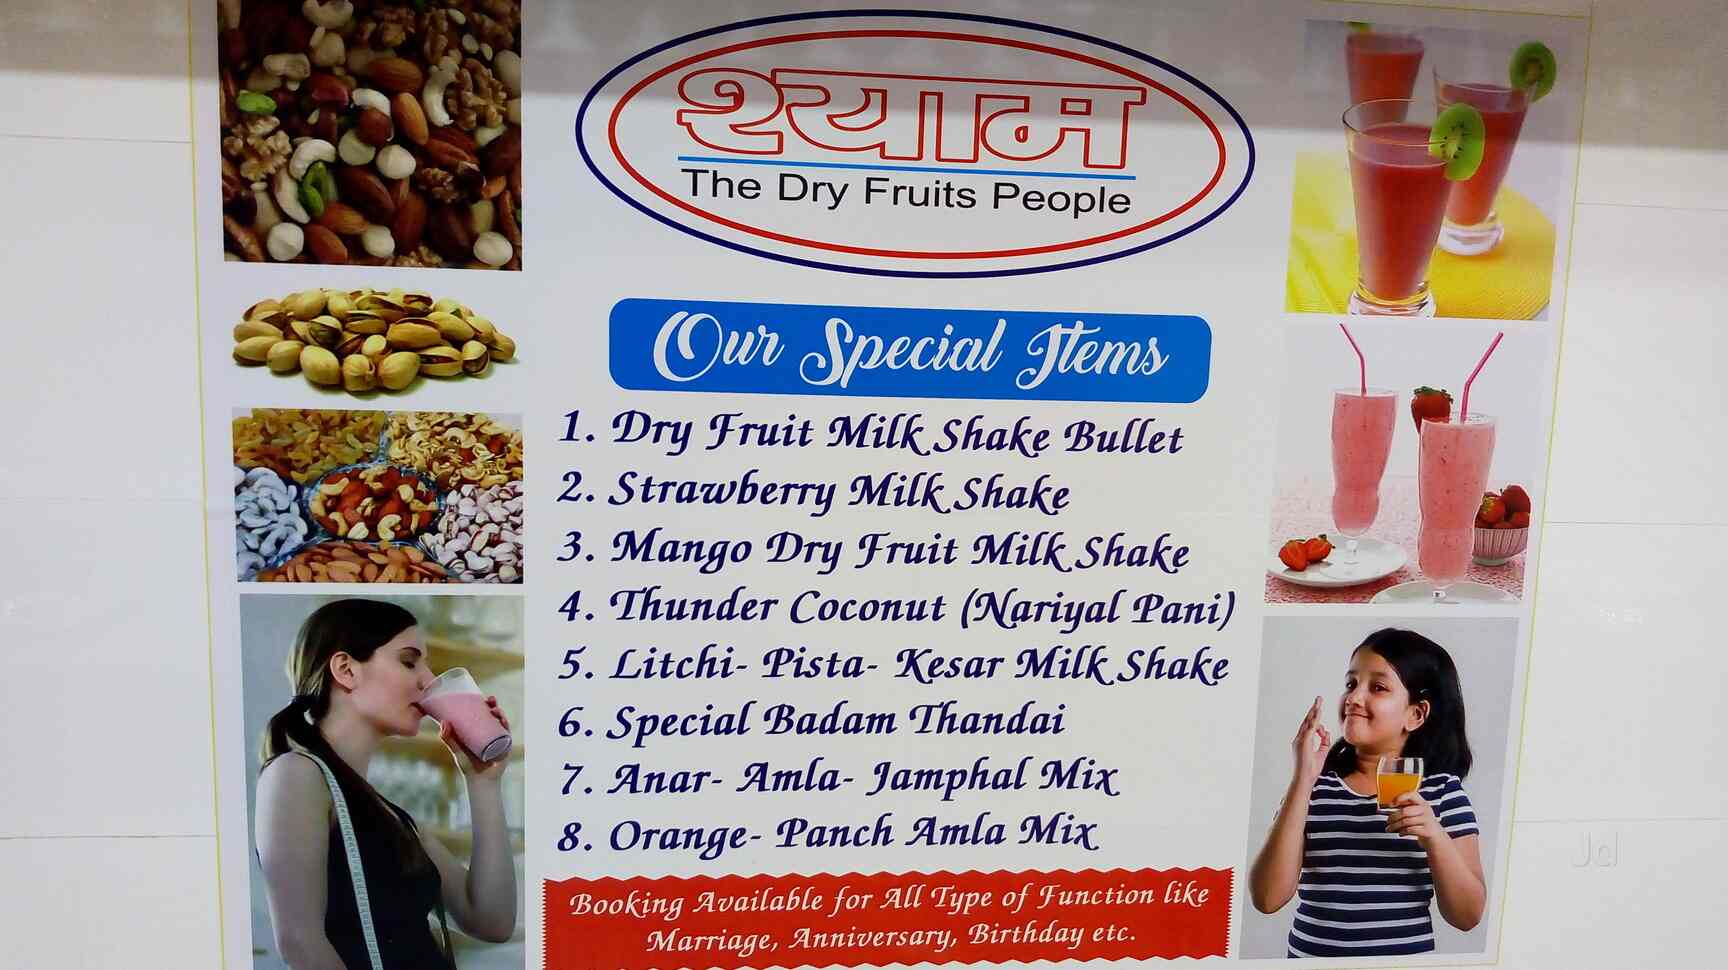 श्याम
The Dry Fruits People
Our Special Items
1. Dry Fruit Milk Shake Bullet
2. Strawberry Milk Shake
3. Mango Dry Fruit Milk Shake
4. Thunder Coconut (Nariyal Pani)
5. Litchi- Pista- Kesar Milk Shake
6. Special Badam Thandai
7. Anar- Amla- Jamphal Mix
8. Orange- Panch Amla Mix
Booking Available for All Type of Function like
Marriage, Anniversary, Birthday etc.
Jd